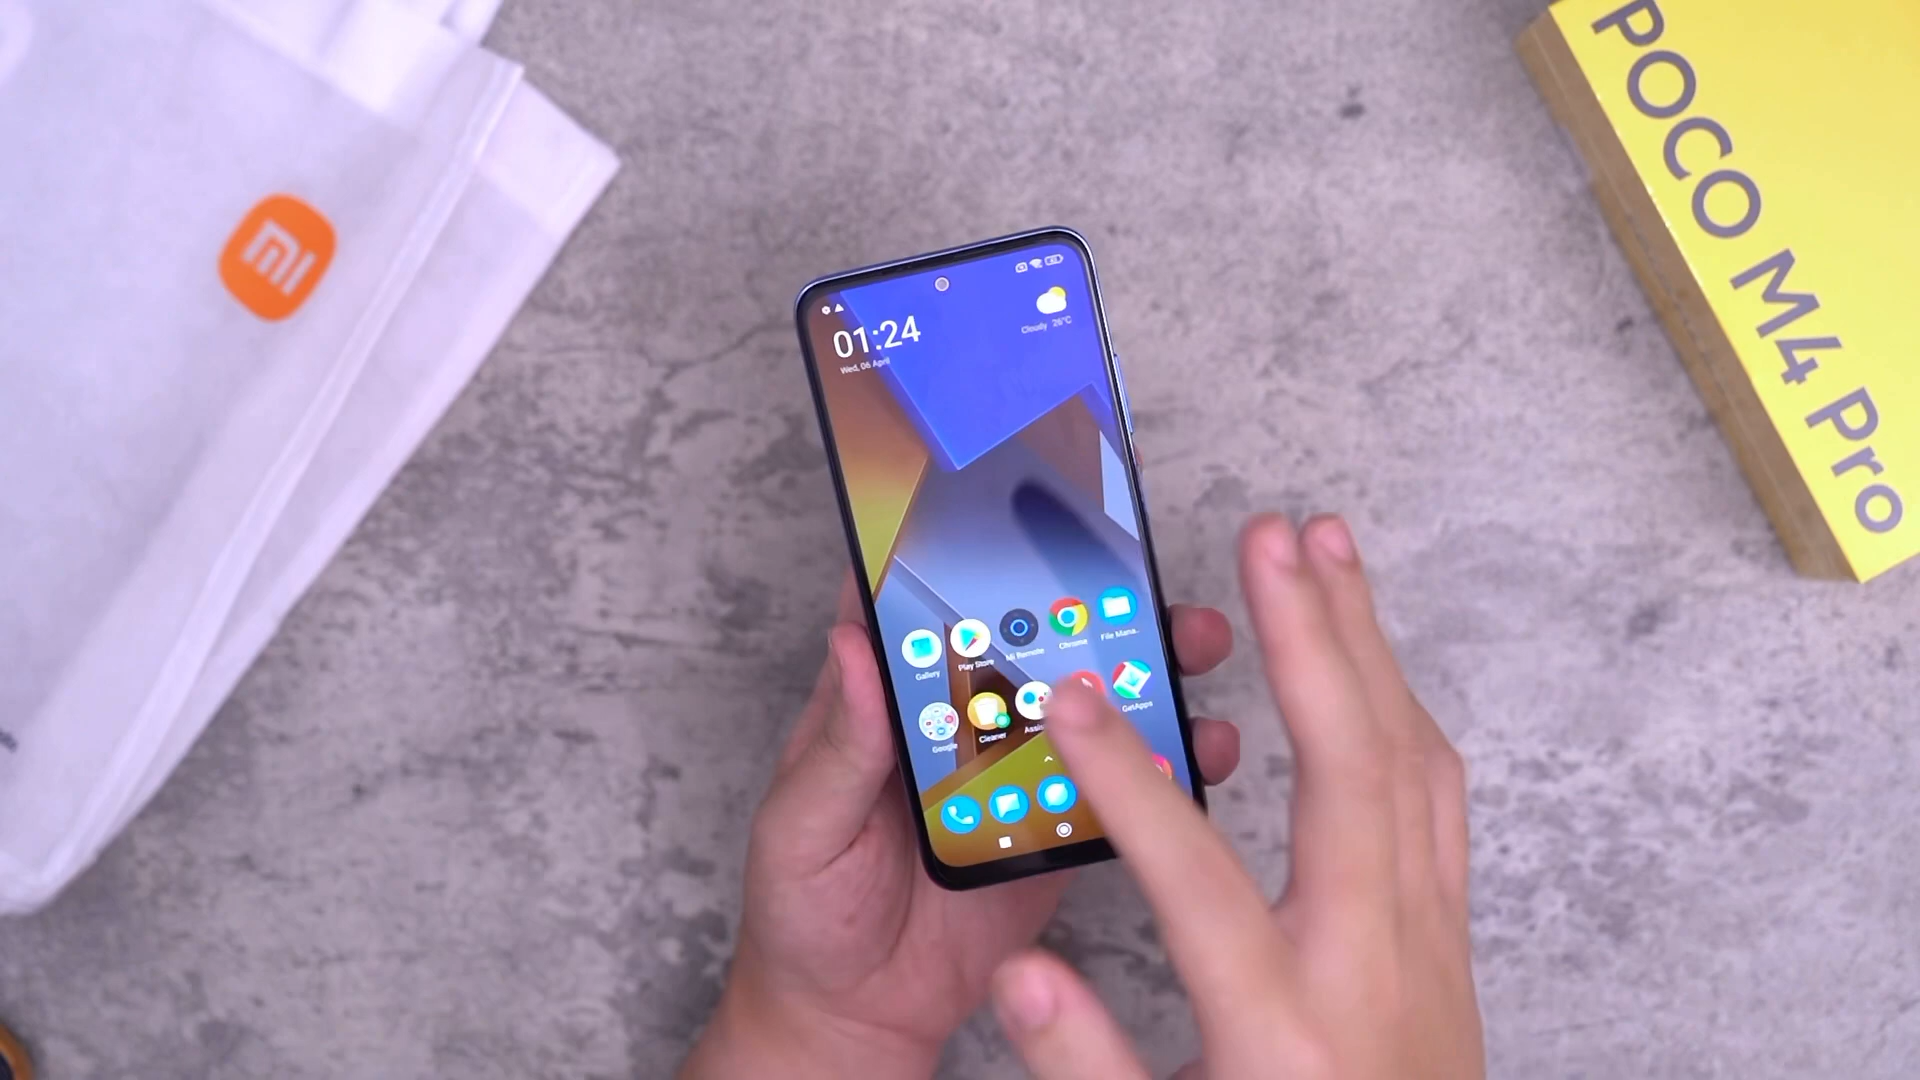 mi
POCO M4 Pro
01:24
Wed, 06 April
Cloudy 26°C
Gallery
Play Store
Mi Remote
Chrome
File Mana..
Google
Cleaner
GetApps